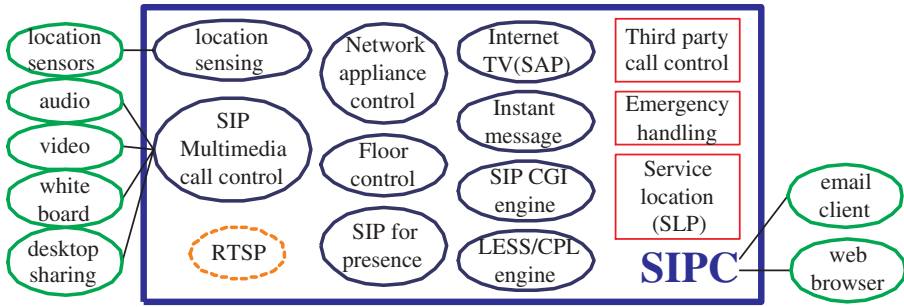 location
sensors
audio
video
white
board
desktop
sharing
location
sensing
SIP
Multimedia
call control
RTSP
Network
appliance
control
Floor
control
SIP for
presence
Internet
TV(SAP)
Instant
message
SIP CGI
engine
LESS/CPL
engine
Third party
call control
Emergency
handling
Service
location
(SLP)
SIPC
email
client
web
browser